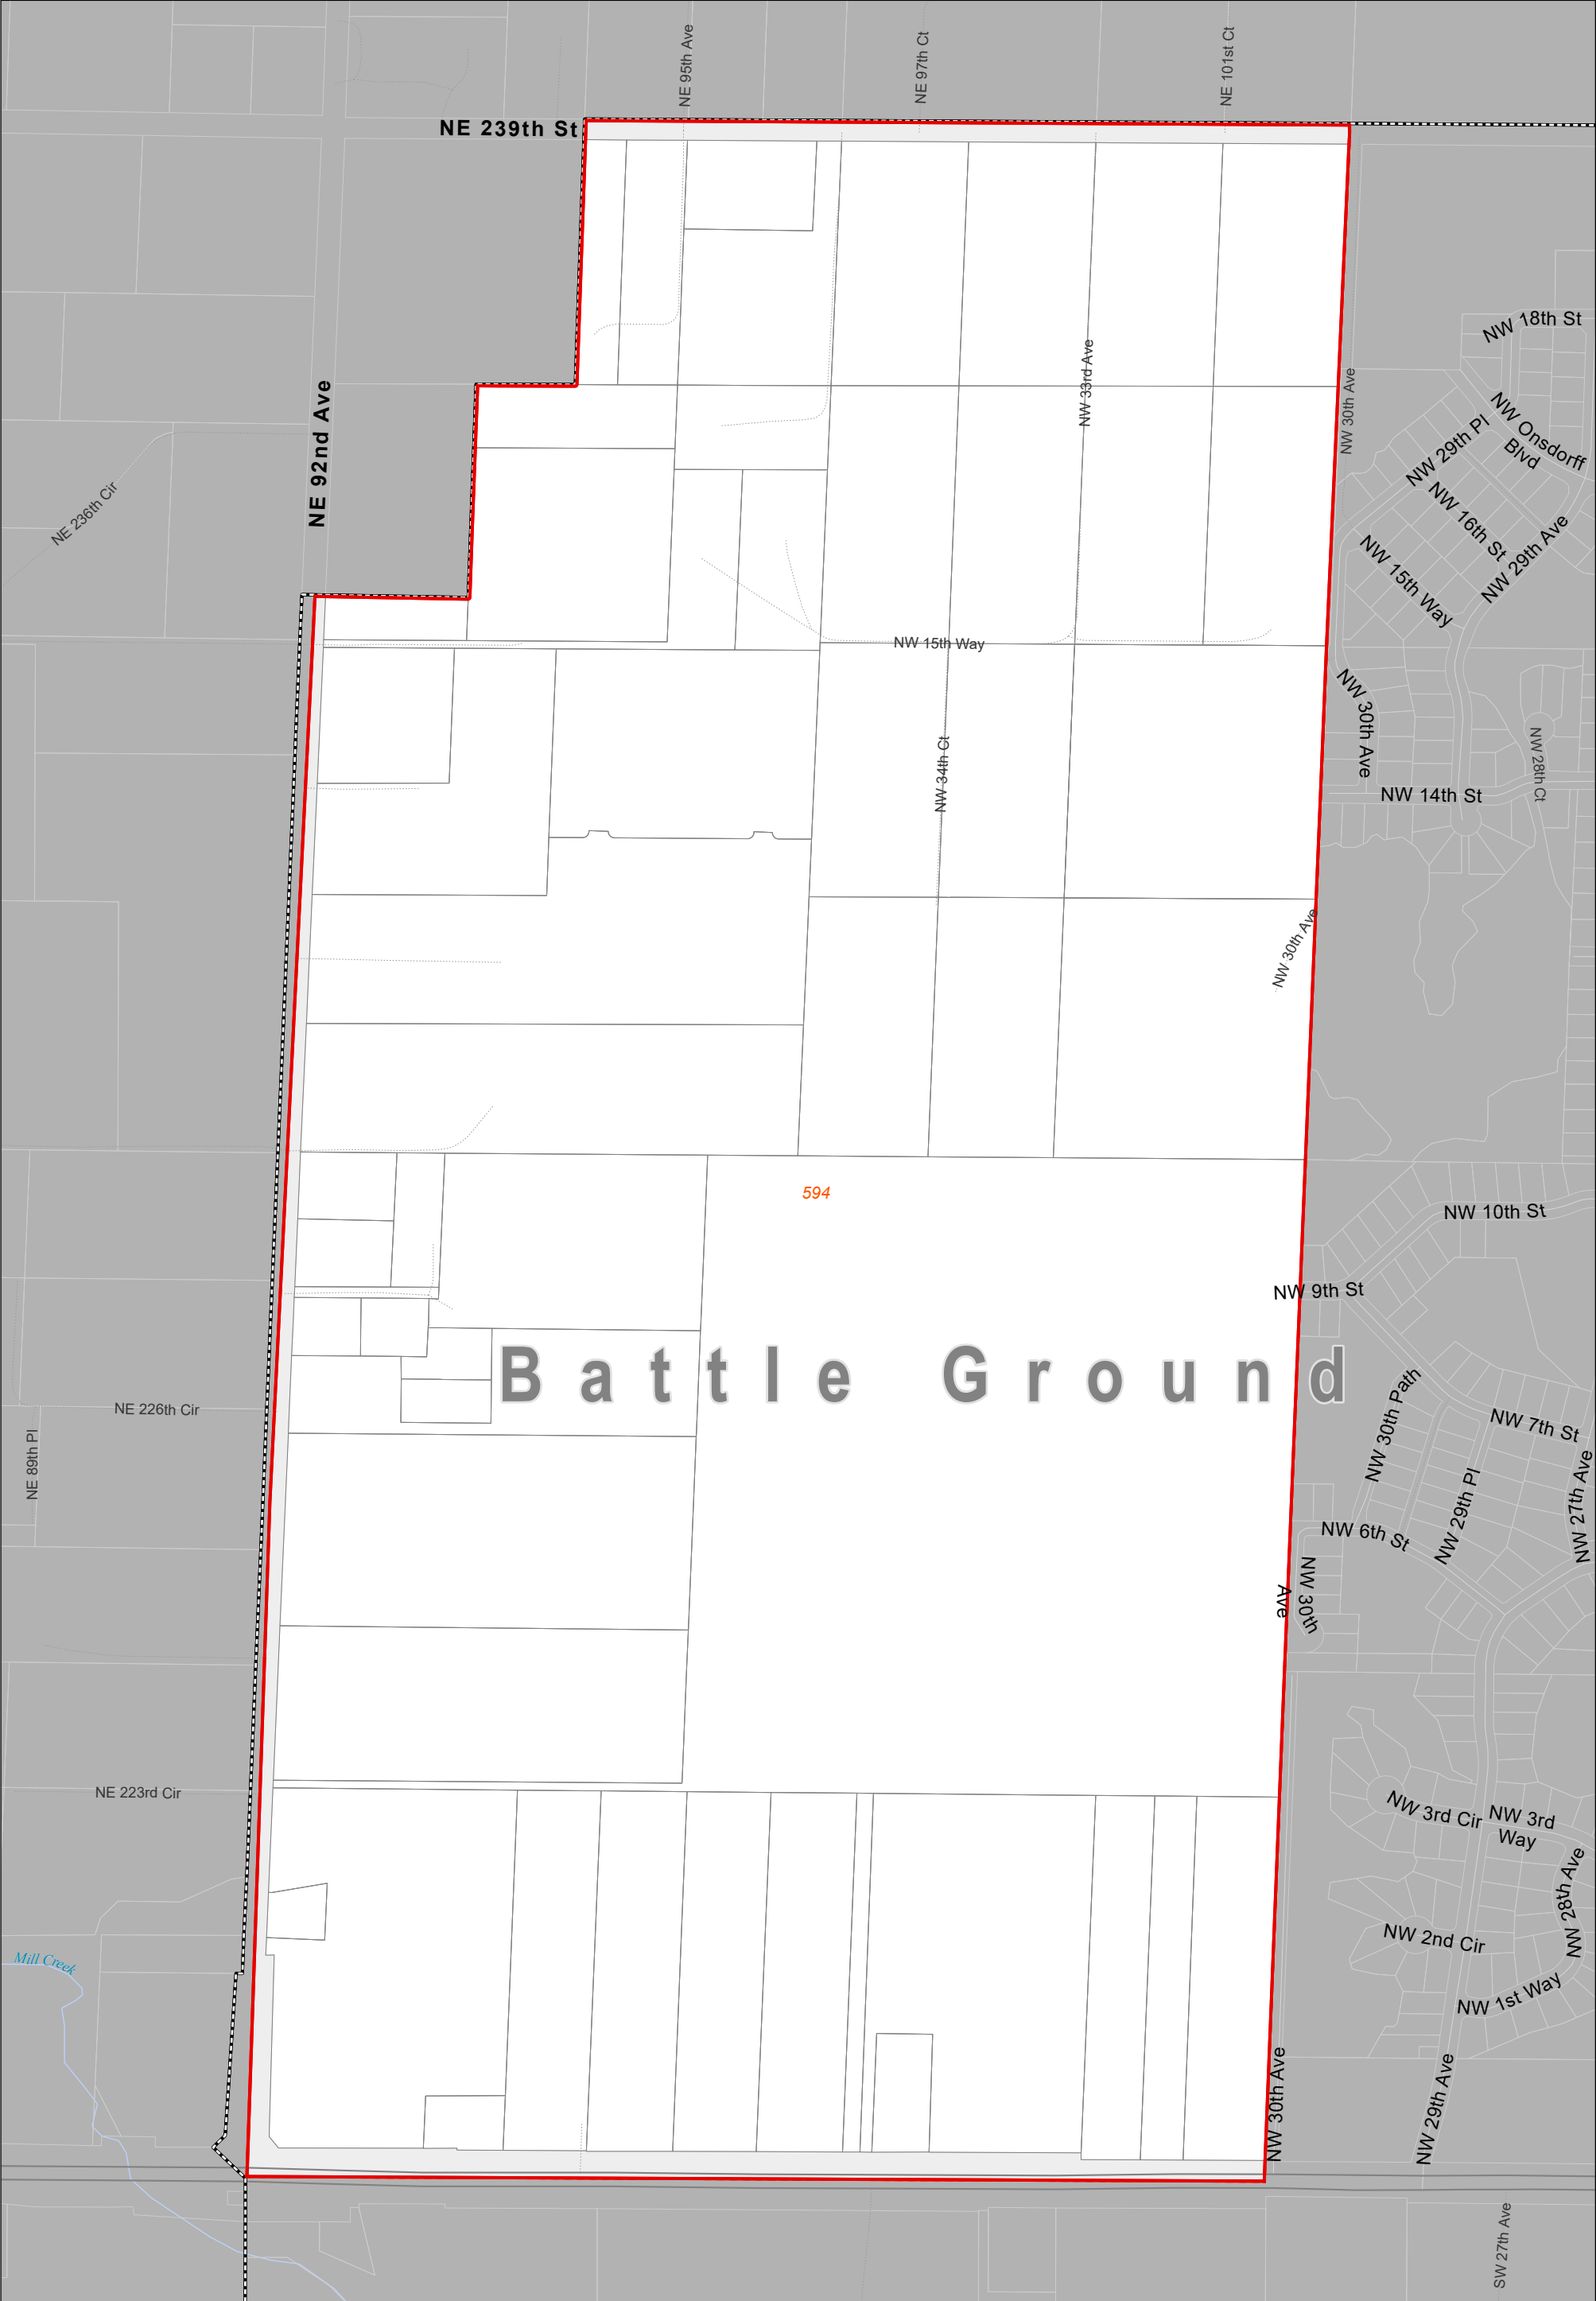 NE 95th Ave
NE 97th Ct
NE 101st Ct
NE 239th St
NW 18th St
NE 92nd Ave
NW 33rd Ave
NW 30th Ave
NW Onsdorff
Blvd
NW 29th Pl
NE 236th Cir
NW 16th St
NW 29th Ave
NW 15th Way
NW 15th Way
NW 30th Ave
NW 28th Ct
NW 34th Ct
NW 14th St
NW 30th Ave
594
NW 10th St
NW 9th St
Battle Ground
NW 30th Path
NE 226th Cir
NW 7th St
NE 89th Pl
NW 29th Pl
NW 27th Ave
NW 6th St
NW 30th
Ave
NE 223rd Cir
NW 3rd Cir
NW 3rd
Way
NW 28th Ave
NW 2nd Cir
Mill Creek
NW 1st Way
NW 30th Ave
NW 29th Ave
SW 27th Ave